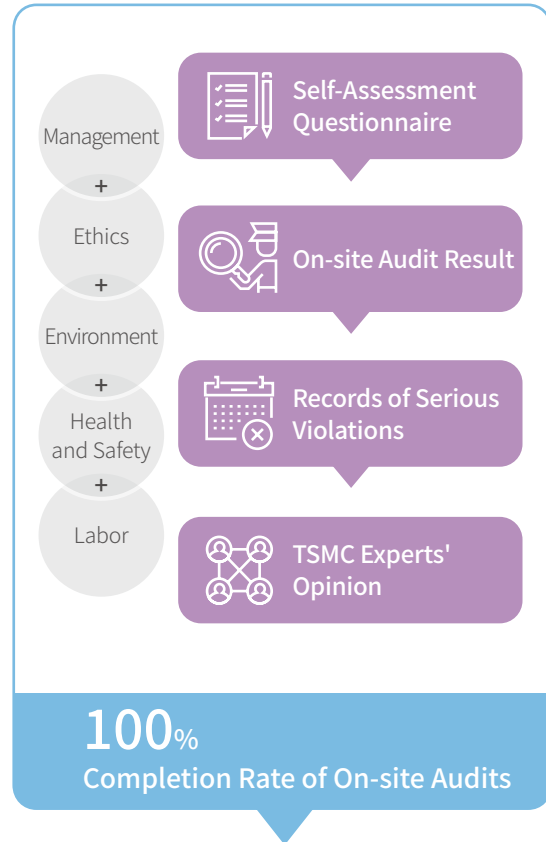 Management
+
Ethics
+
Environment
+
Health
and Safety
+
Labor
Self-Assessment
Questionnaire
On-site Audit Result
Records of Serious
Violations
TSMC Experts'
Opinion
100%
Completion Rate of On-site Audits